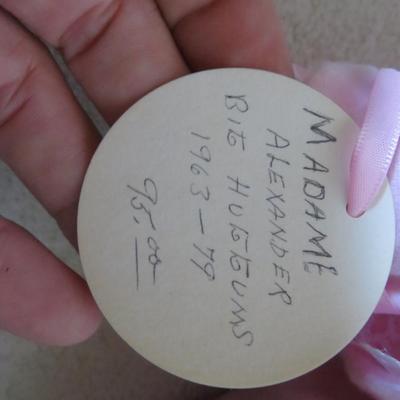 MADAME
ALEXANDER
BIG HUGGUMS
1963-79
95.00